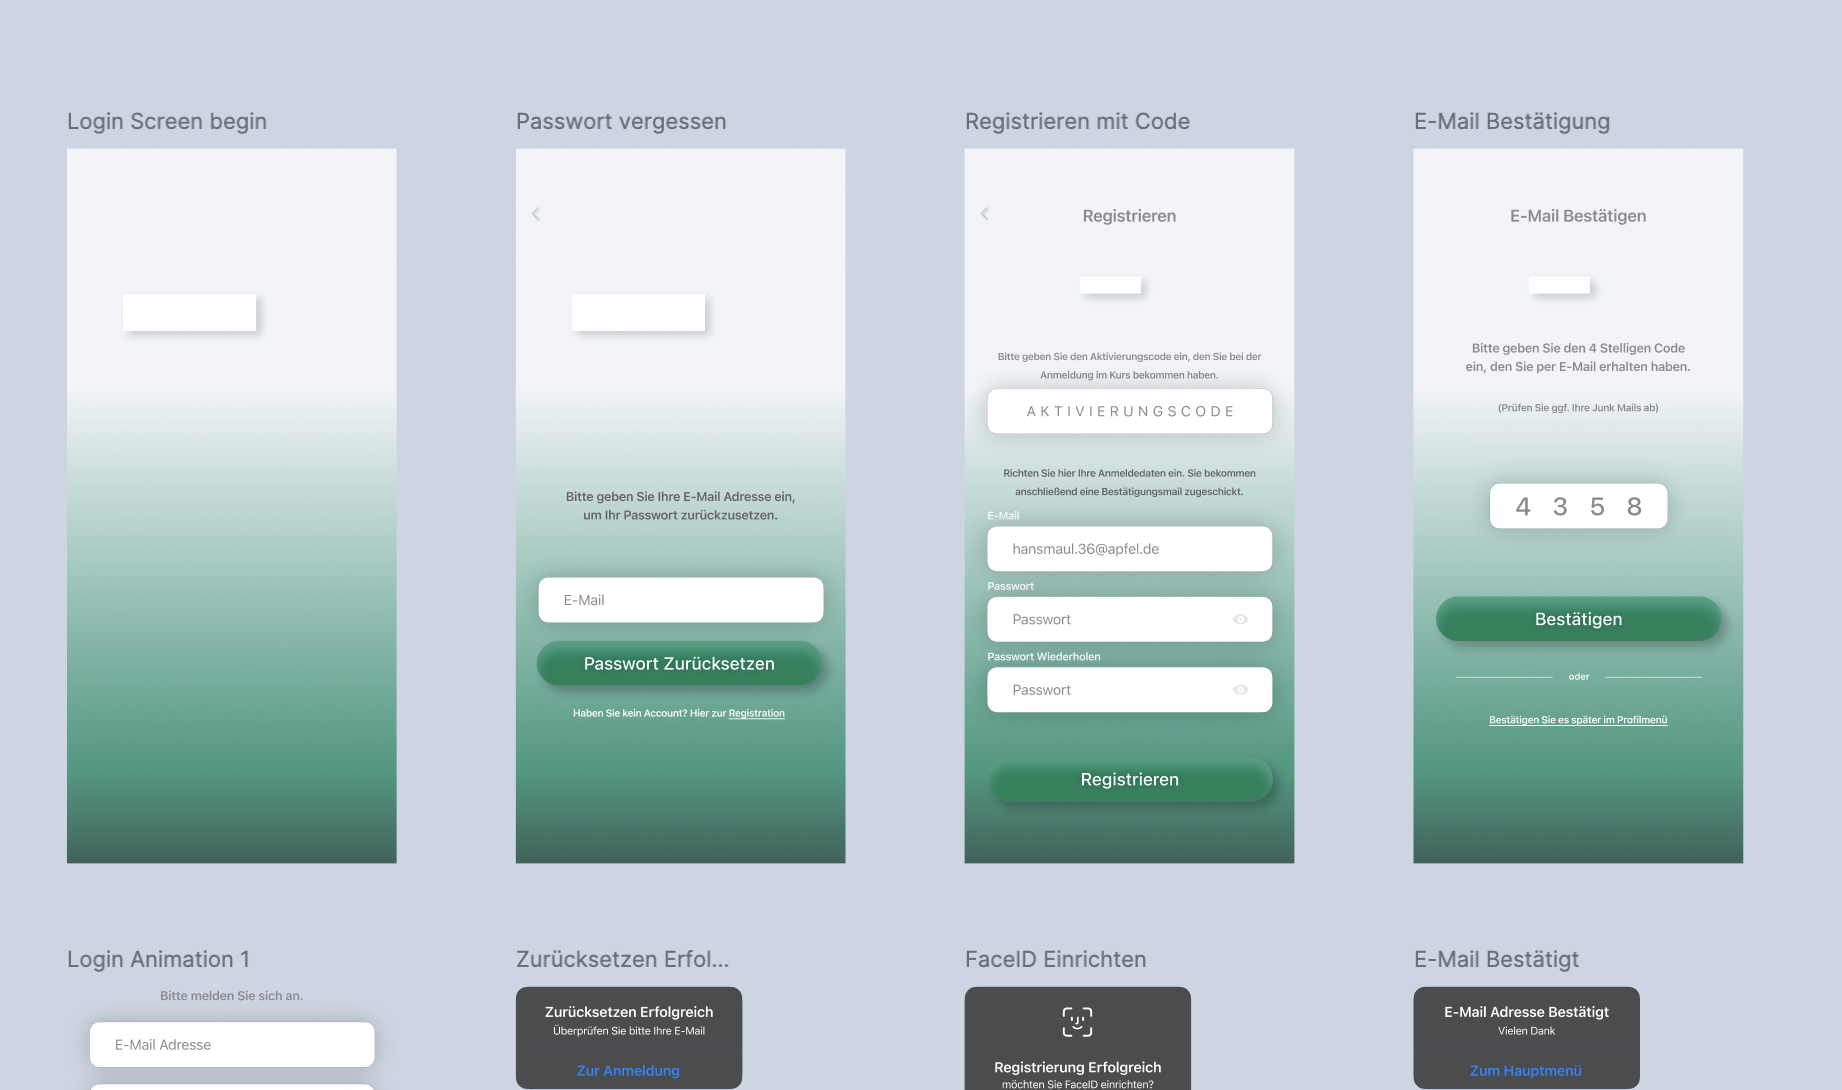 Login Screen begin
Passwort vergessen
Bitte geben Sie Ihre E-Mail Adresse ein,
um Ihr Passwort zurückzusetzen.
E-Mail
Passwort Zurücksetzen
Haben Sie kein Account? Hier zur Registration
Registrieren mit Code
Registrieren
Bitte geben Sie den Aktivierungscode ein, den Sie bei der
Anmeldung im Kurs bekommen haben.
AKTIVIERUNGSCODE
Richten Sie hier Ihre Anmeldedaten ein. Sie bekommen
anschließend eine Bestätigungsmail zugeschickt.
E-Mail
hansmaul.36@apfel.de
Passwort
Passwort
Passwort Wiederholen
Passwort
Registrieren
E-Mail Bestätigung
E-Mail Bestätigen
Bitte geben Sie den 4 Stelligen Code
ein, den Sie per E-Mail erhalten haben.
(Prüfen Sie ggf. Ihre Junk Mails ab)
4 3 5 8
Bestätigen
oder
Bestätigen Sie es später im Profilmenü
Login Animation 1
Bitte melden Sie sich an.
E-Mail Adresse
Zurücksetzen Erfol...
Zurücksetzen Erfolgreich
Überprüfen Sie bitte Ihre E-Mail
Zur Anmeldung
FaceID Einrichten
Registrierung Erfolgreich
möchten Sie FaceID einrichten?
E-Mail Bestätigt
E-Mail Adresse Bestätigt
Vielen Dank
Zum Hauptmenü